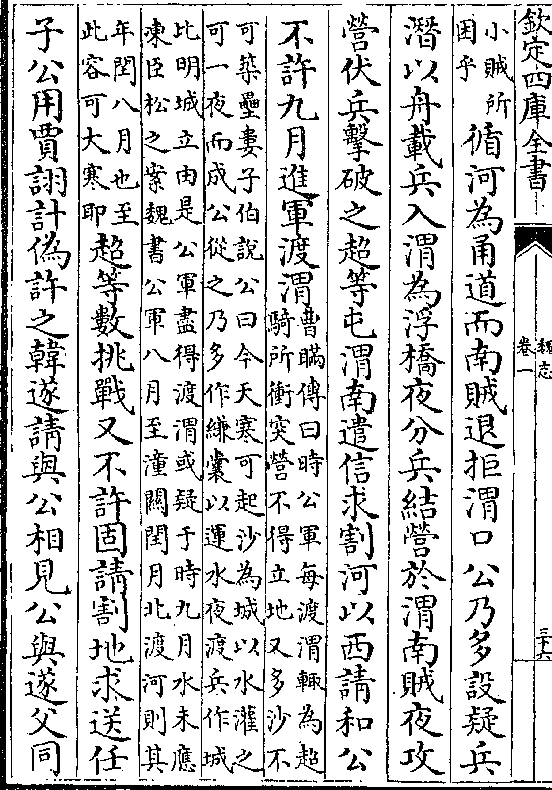 欽定四庫全書
魏志
卷一
三十六
小賊所
困乎
循河為甬道而南賊退拒渭口公乃多設疑兵
潛以舟載兵入渭為浮橋夜分兵結營於渭南賊夜攻
營伏兵擊破之超等屯渭南遣信求割河以西請和公
不許九月進軍渡渭
曹瞞傳曰時公軍每渡渭輒為超
騎所衝突營不得立地又多沙不
可築壘婁子伯說公曰今天寒可起沙為城以水灌之
可一夜而成公從之乃多作縑囊以運水夜渡兵作城
比明城立由是公軍盡得渡渭或疑于時九月水未應
凍臣松之案魏書公軍八月至潼關閏月北渡河則其
年閏八月也至
此容可大寒耶
超等數挑戰又不許固請割地求送任
子公用賈詡計偽許之韓遂請與公相見公與遂父同